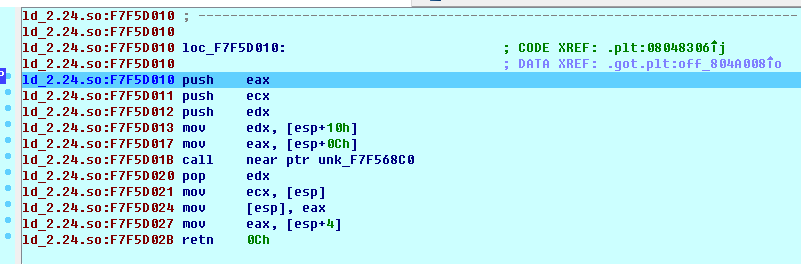 ld_2.24.so:F7F5D010 ; ---------------------------------------------------------------------------
ld_2.24.so:F7F5D010
ld_2.24.so:F7F5D010 loc_F7F5D010: ; CODE XREF: .plt:08048306↑j
ld_2.24.so:F7F5D010 ; DATA XREF: .got.plt:off_804A008↑o
ld_2.24.so:F7F5D010 push eax
ld_2.24.so:F7F5D011 push ecx
ld_2.24.so:F7F5D012 push edx
ld_2.24.so:F7F5D013 mov edx, [esp+10h]
ld_2.24.so:F7F5D017 mov eax, [esp+0Ch]
ld_2.24.so:F7F5D01B call near ptr unk_F7F568C0
ld_2.24.so:F7F5D020 pop edx
ld_2.24.so:F7F5D021 mov ecx, [esp]
ld_2.24.so:F7F5D024 mov [esp], eax
ld_2.24.so:F7F5D027 mov eax, [esp+4]
ld_2.24.so:F7F5D02B retn 0Ch